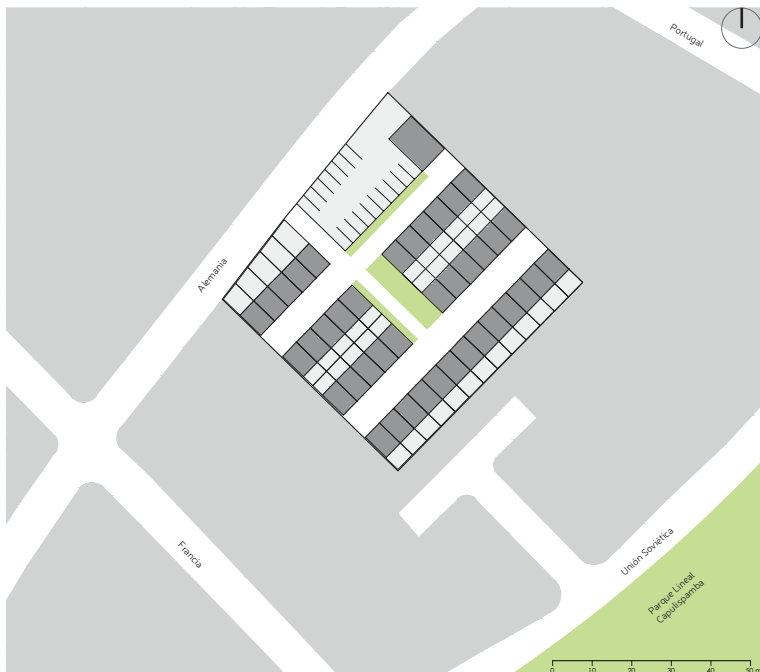 Portugal
Alemania
Francia
Unión Soviética
Parque Lineal
Capulispamba
0 10 20 30 40 50 m